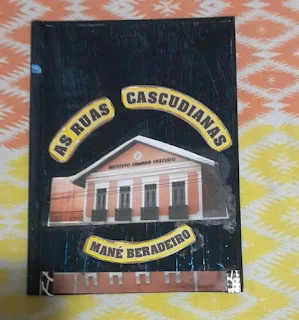 AS RUAS
CASCUDIANAS
INSTITUTO CÂMARA CASCUDO
MANÉ BERADEIRO